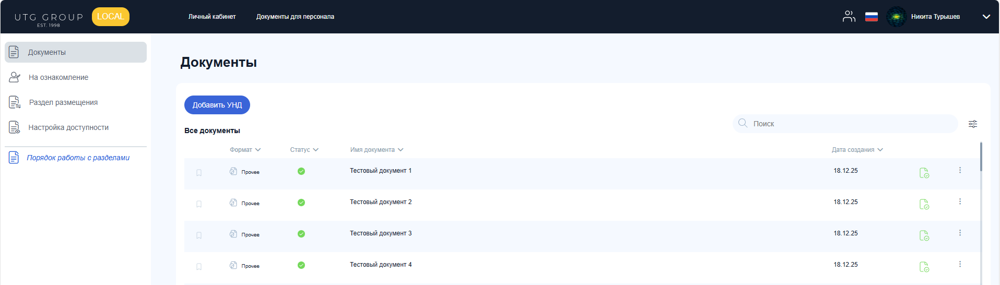 UTG GROUP
EST. 1998
LOCAL
Личный кабинет
Документы для персонала
Никита Турышев
Документы
На ознакомление
Раздел размещения
Настройка доступности
Порядок работы с разделами
Документы
Добавить УНД
Поиск
Все документы
Формат Статус Имя документа Дата создания
Прочее Тестовый документ 1 18.12.25
Прочее Тестовый документ 2 18.12.25
Прочее Тестовый документ 3 18.12.25
Прочее Тестовый документ 4 18.12.25